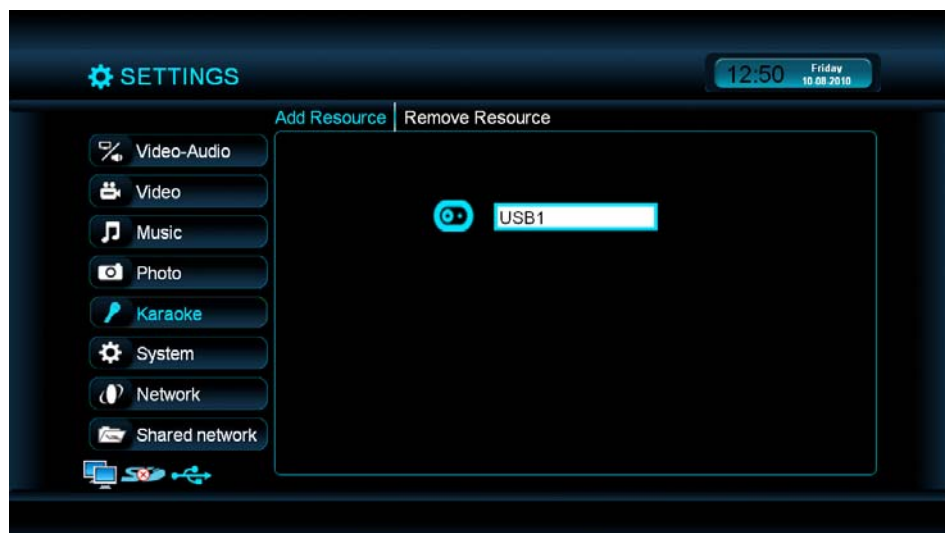 SETTINGS
12:50 Friday
10.08.2010
Add Resource Remove Resource
Video-Audio
Video
Music
Photo
Karaoke
System
Network
Shared network
USB1